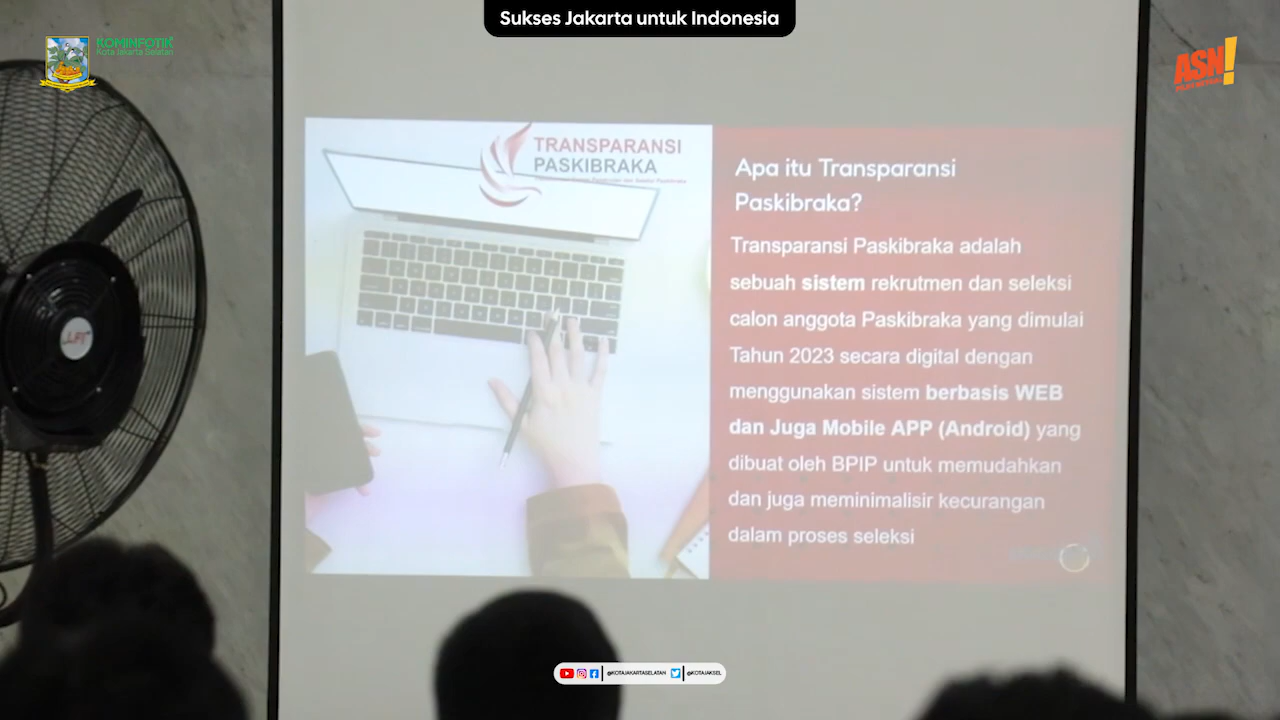 Sukses Jakarta untuk Indonesia
KOMINFOTIK
Kota Jakarta Selatan
ASN!
TRANSPARANSI
PASKIBRAKA
Apa itu Transparansi
Paskibraka?
Transparansi Paskibraka adalah
sebuah sistem rekrutmen dan seleksi
calon anggota Paskibraka yang dimulai
Tahun 2023 secara digital dengan
menggunakan sistem berbasis WEB
dan Juga Mobile APP (Android) yang
dibuat oleh BPIP untuk memudahkan
dan juga meminimalisir kecurangan
dalam proses seleksi
@KOTAJAKARTASELATAN @KOTAJAKSEL